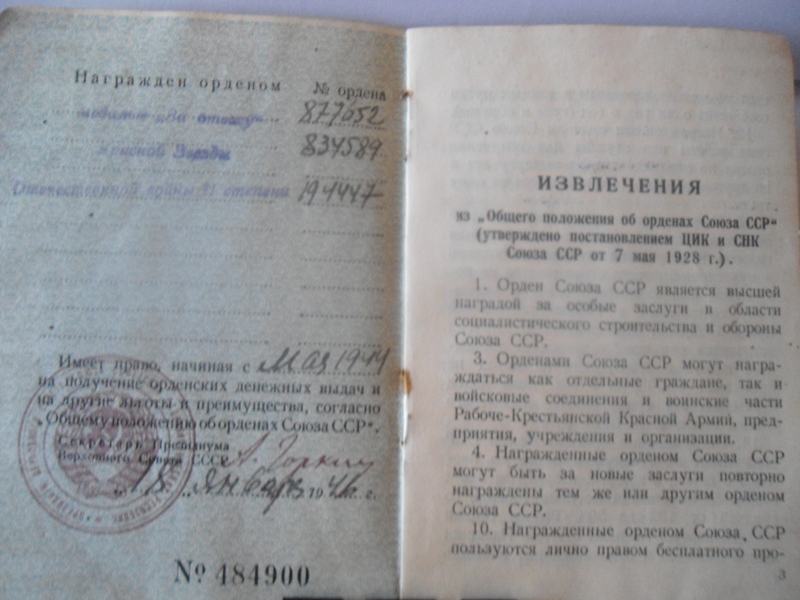 Награжден орденом № ордена
медалью „За отвагу" 877652
Красной Звезды 834589
Отечественной войны II степени 194447
Имеет право, начиная с Мая 1944
на получение орденских денежных выдач и
на другие льготы и преимущества, согласно
„Общему положению об орденах Союза ССР".
Секретарь Президиума
Верховного Совета СССР А. Горкин
Января 1946 г.
№ 484900
ИЗВЛЕЧЕНИЯ
из „Общего положения об орденах Союза ССР"
(утверждено постановлением ЦИК и СНК
Союза ССР от 7 мая 1928 г.).
1. Орден Союза ССР является высшей
наградой за особые заслуги в области
социалистического строительства и обороны
Союза ССР.
3. Орденами Союза ССР могут награ-
ждаться как отдельные граждане, так и
войсковые соединения и воинские части
Рабоче-Крестьянской Красной Армии, пред-
приятия, учреждения и организации.
4. Награжденные орденом Союза ССР
могут быть за новые заслуги повторно
награждены тем же или другим орденом
Союза ССР.
10. Награжденные орденом Союза ССР
пользуются лично правом бесплатного про-
3